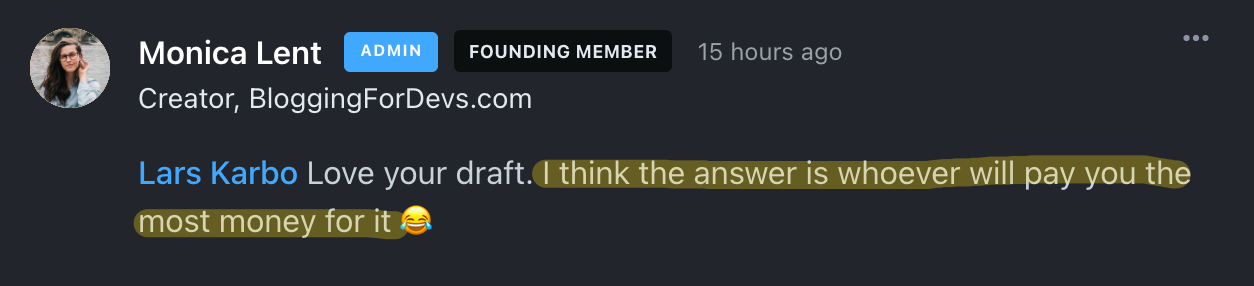 Monica Lent ADMIN FOUNDING MEMBER 15 hours ago
Creator, BloggingForDevs.com
Lars Karbo Love your draft. I think the answer is whoever will pay you the
most money for it 😂